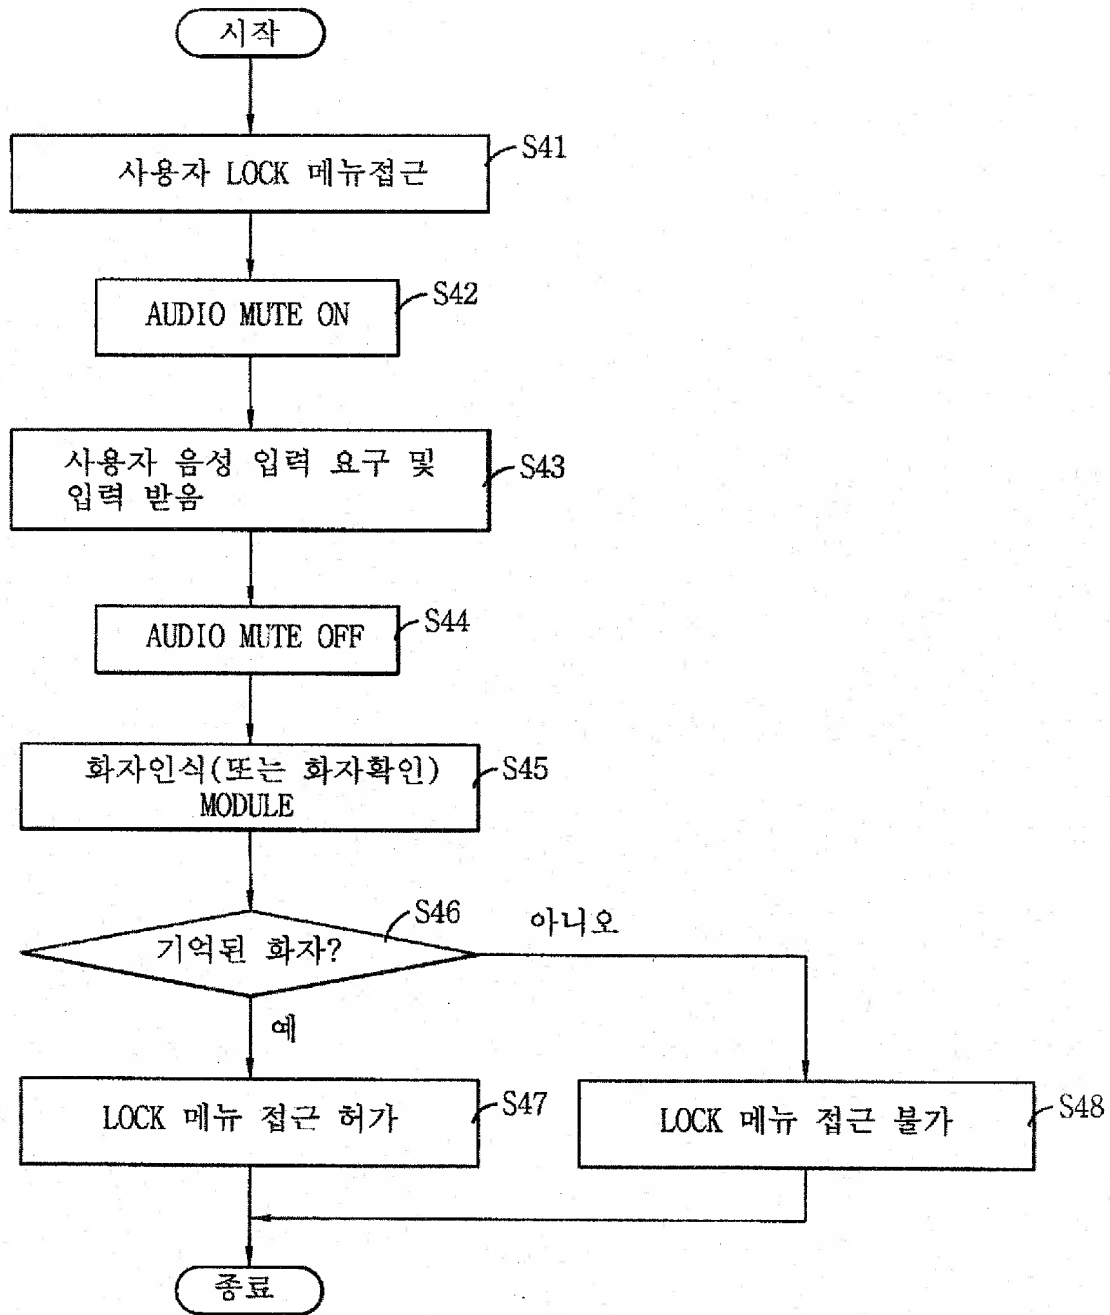 시작
사용자 LOCK 메뉴접근
S41
AUDIO MUTE ON
S42
사용자 음성 입력 요구 및
입력 받음
S43
AUDIO MUTE OFF
S44
화자인식(또는 화자확인)
MODULE
S45
기억된 화자?
S46
아니오
예
LOCK 메뉴 접근 허가
S47
LOCK 메뉴 접근 불가
S48
종료